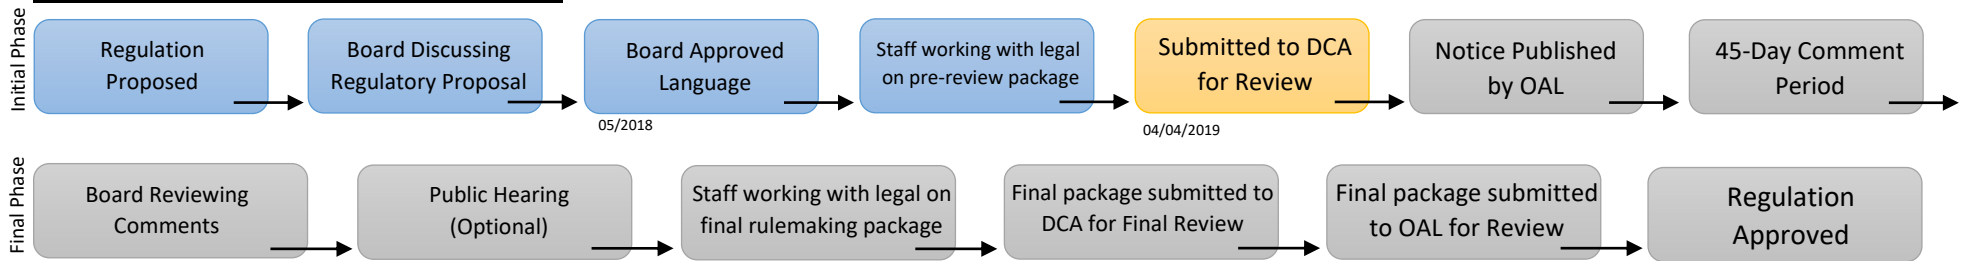 Initial Phase
Regulation
Proposed
Board Discussing
Regulatory Proposal
Board Approved
Language
05/2018
Staff working with legal
on pre-review package
Submitted to DCA
for Review
04/04/2019
Notice Published
by OAL
45-Day Comment
Period
Final Phase
Board Reviewing
Comments
Public Hearing
(Optional)
Staff working with legal on
final rulemaking package
Final package submitted to
DCA for Final Review
Final package submitted
to OAL for Review
Regulation
Approved